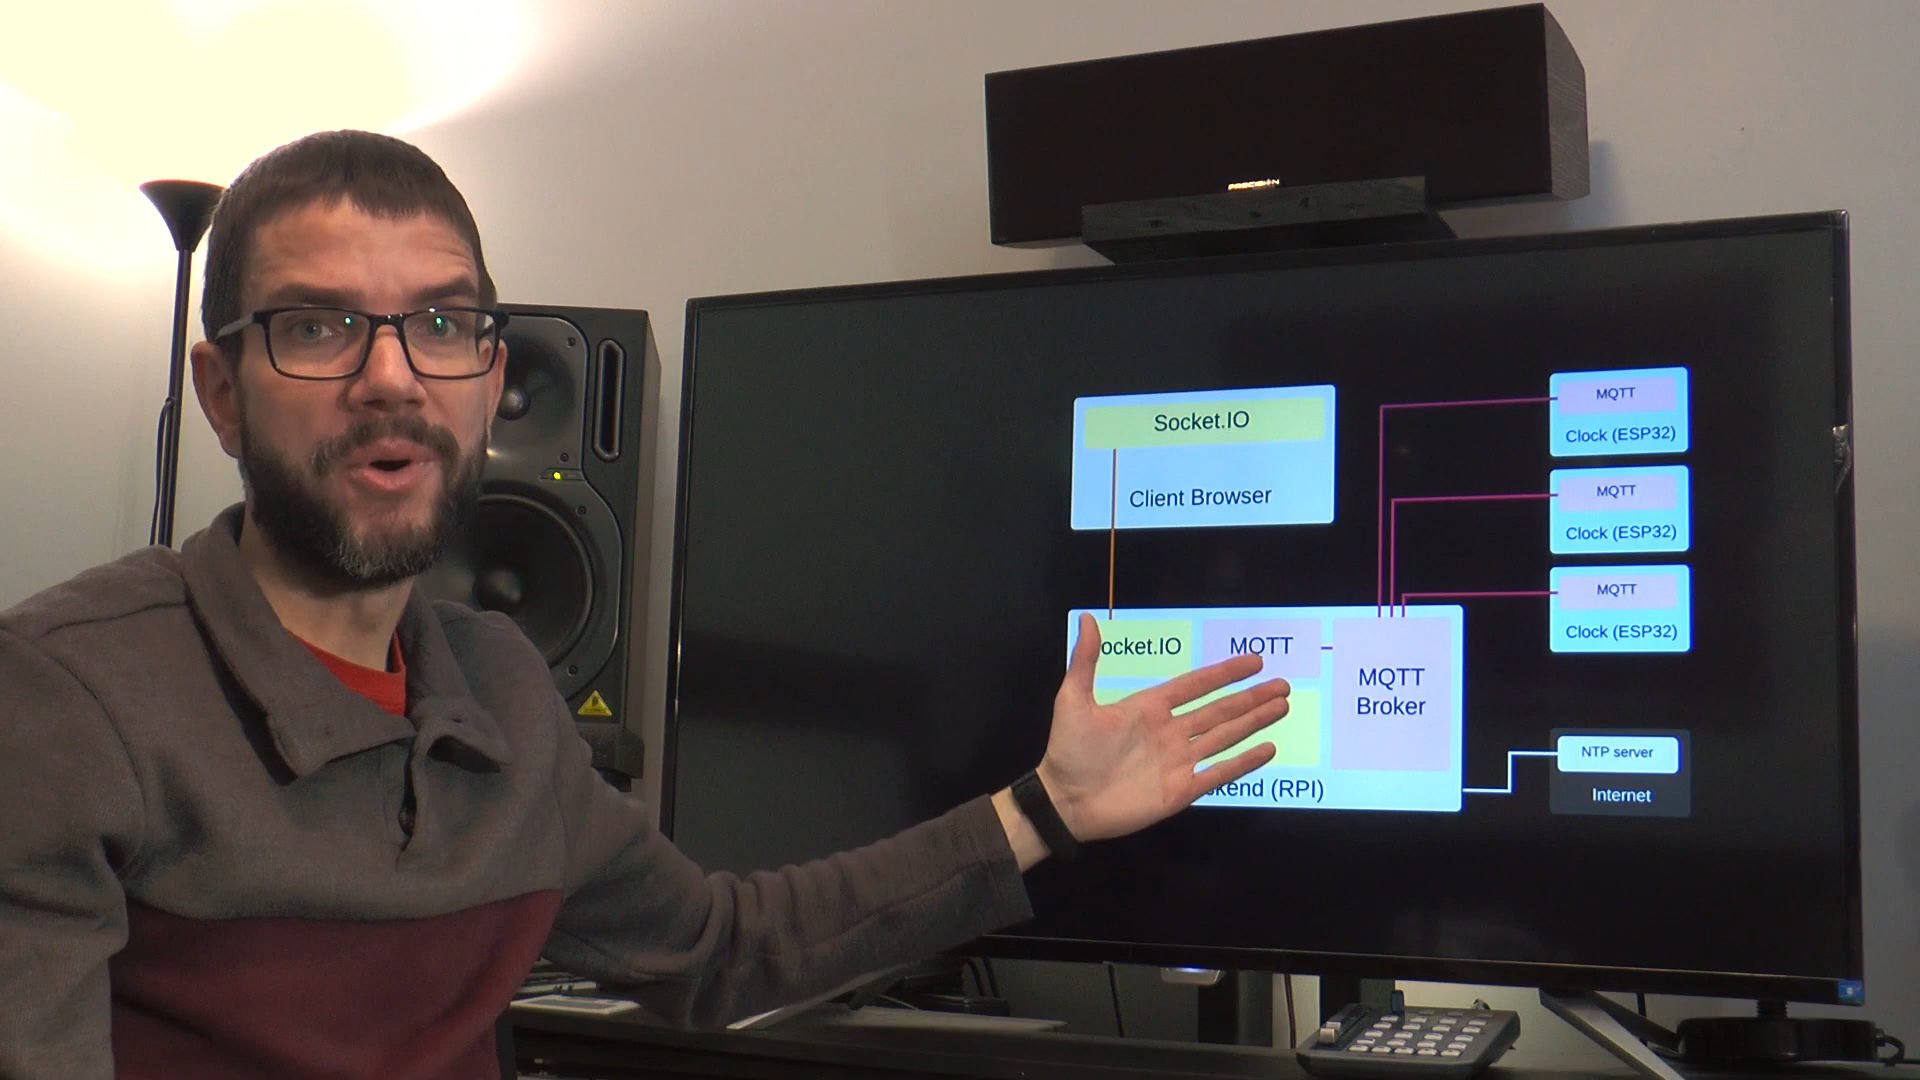 PRECISION
Socket.IO
Client Browser
MQTT
Clock (ESP32)
MQTT
Clock (ESP32)
MQTT
Clock (ESP32)
ocket.IO
MQTT
MQTT
Broker
kend (RPI)
NTP server
Internet